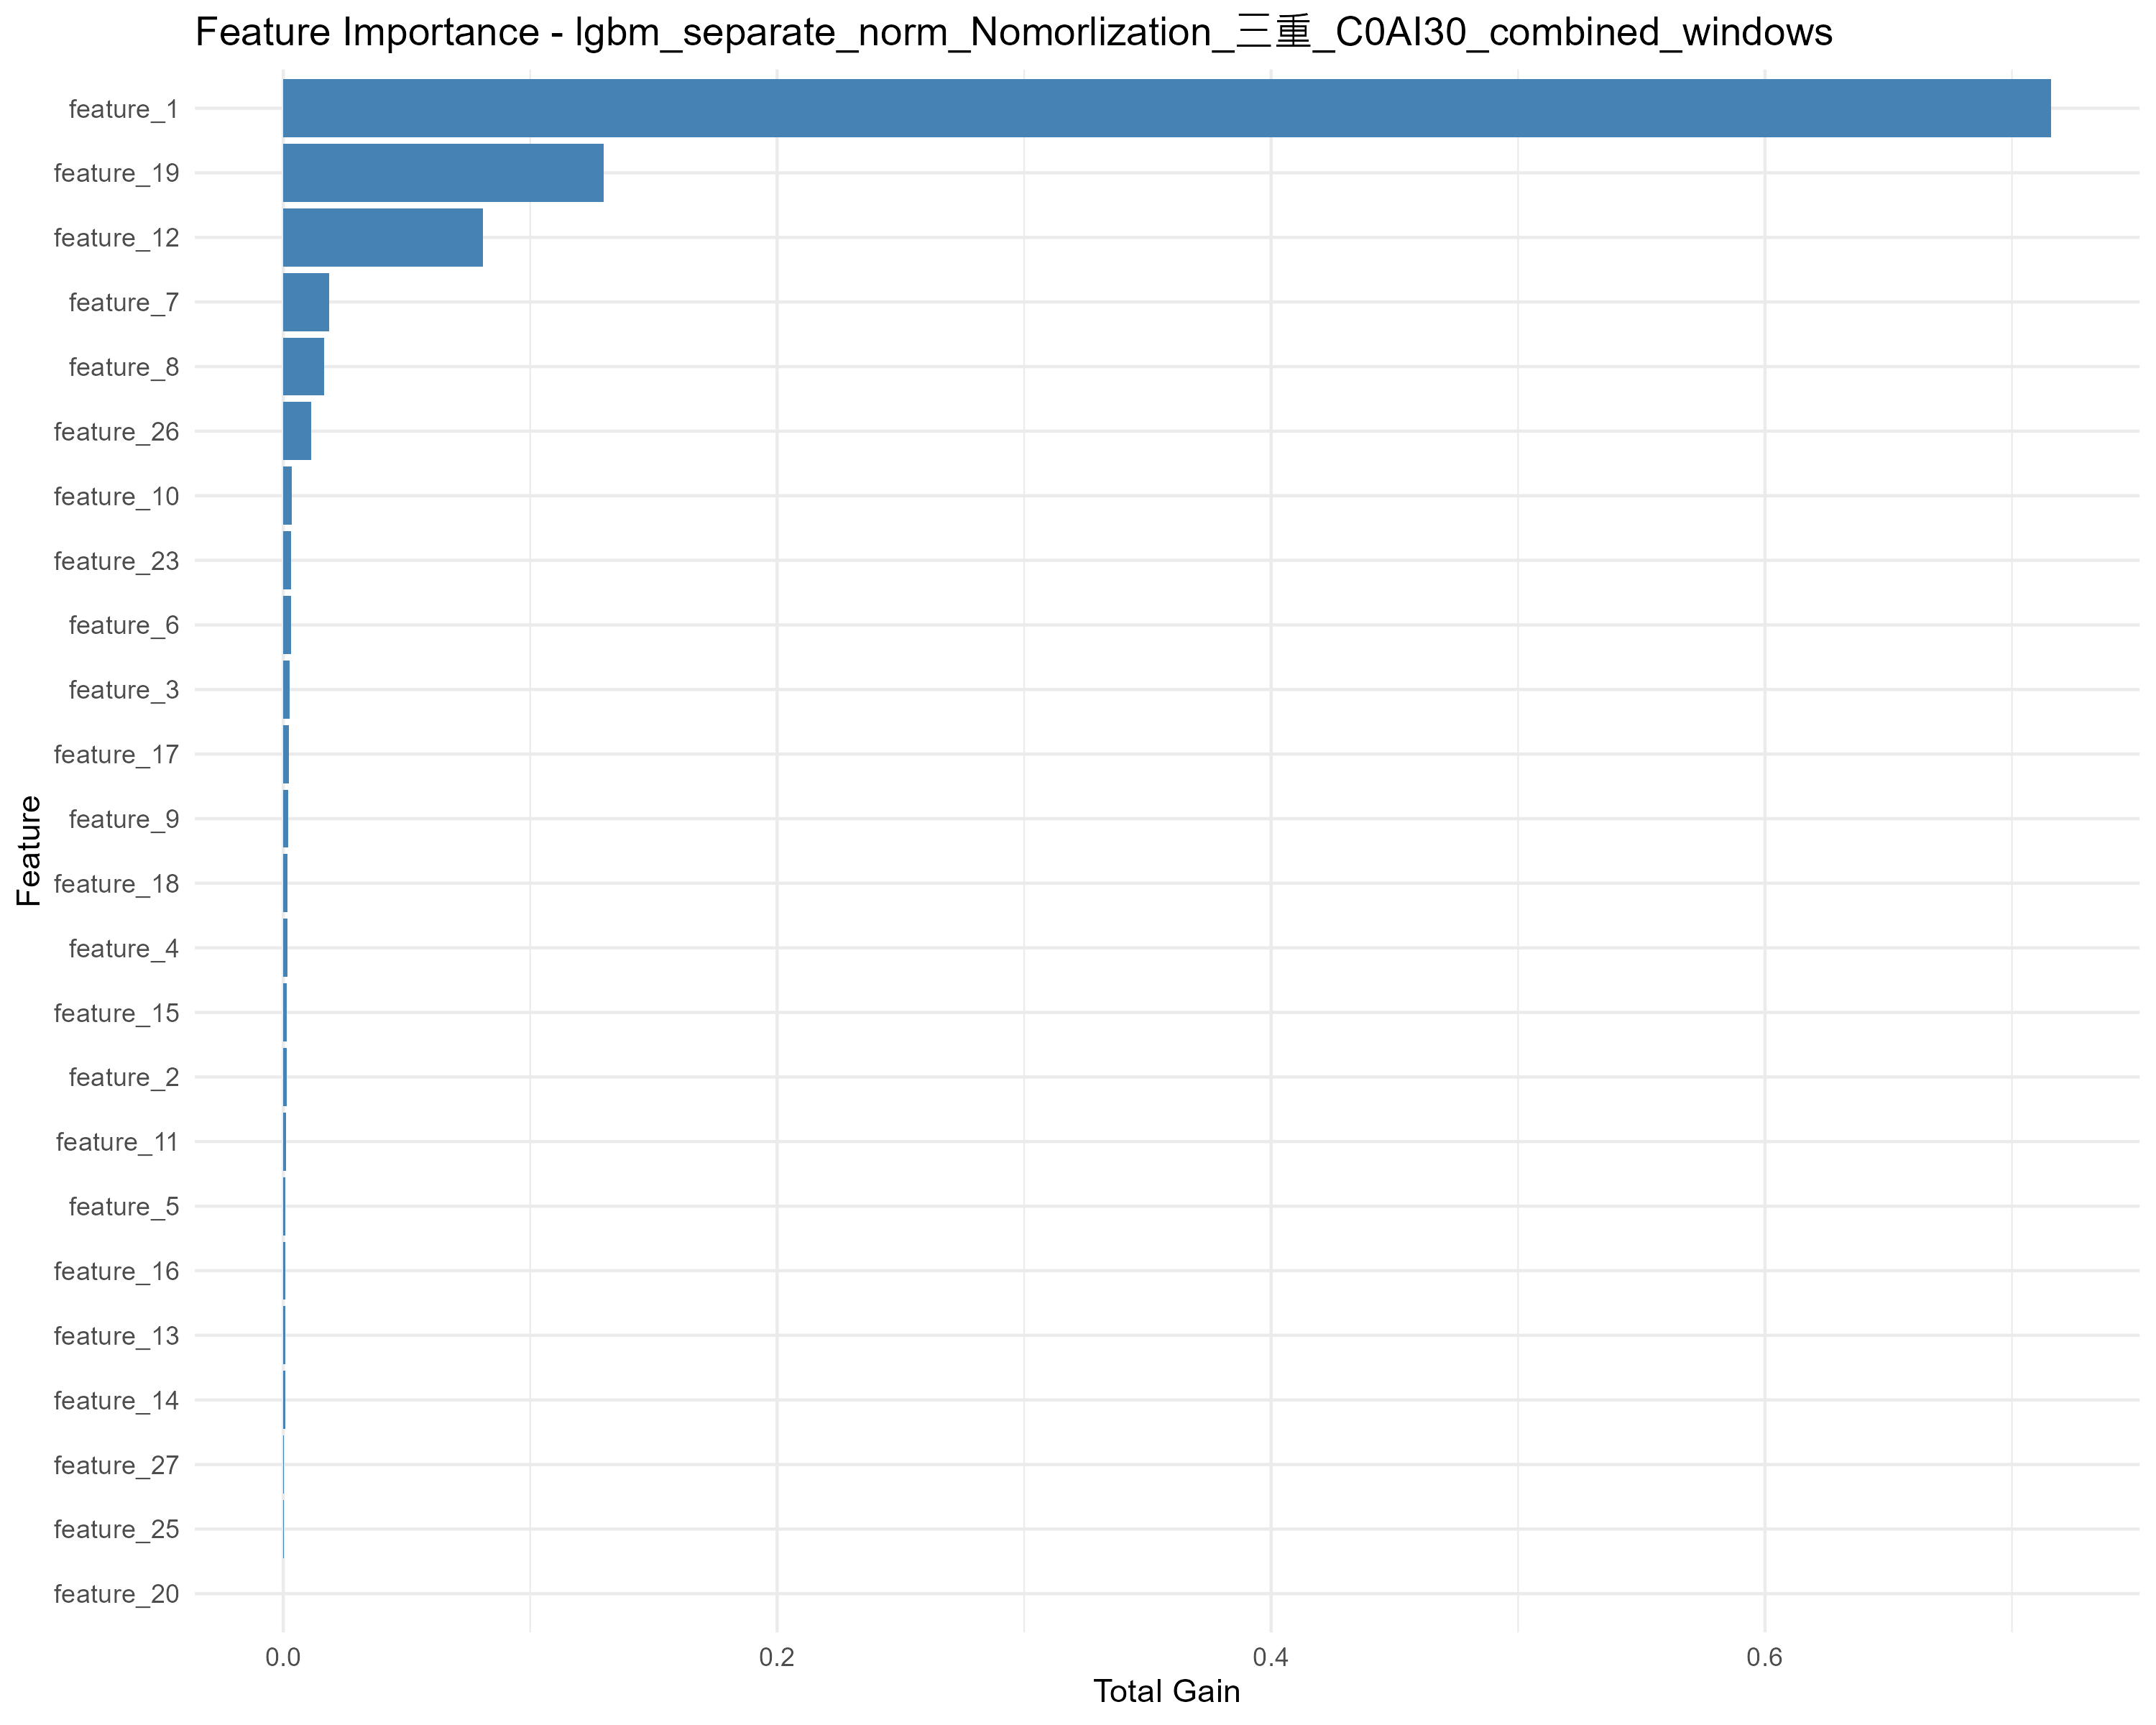 Feature Importance - lgbm_separate_norm_Nomorlization_三重_C0AI30_combined_windows
feature_1
feature_19
feature_12
feature_7
feature_8
feature_26
feature_10
feature_23
feature_6
feature_3
feature_17
feature_9
feature_18
feature_4
feature_15
feature_2
feature_11
feature_5
feature_16
feature_13
feature_14
feature_27
feature_25
feature_20
Feature
0.0 0.2 0.4 0.6
Total Gain